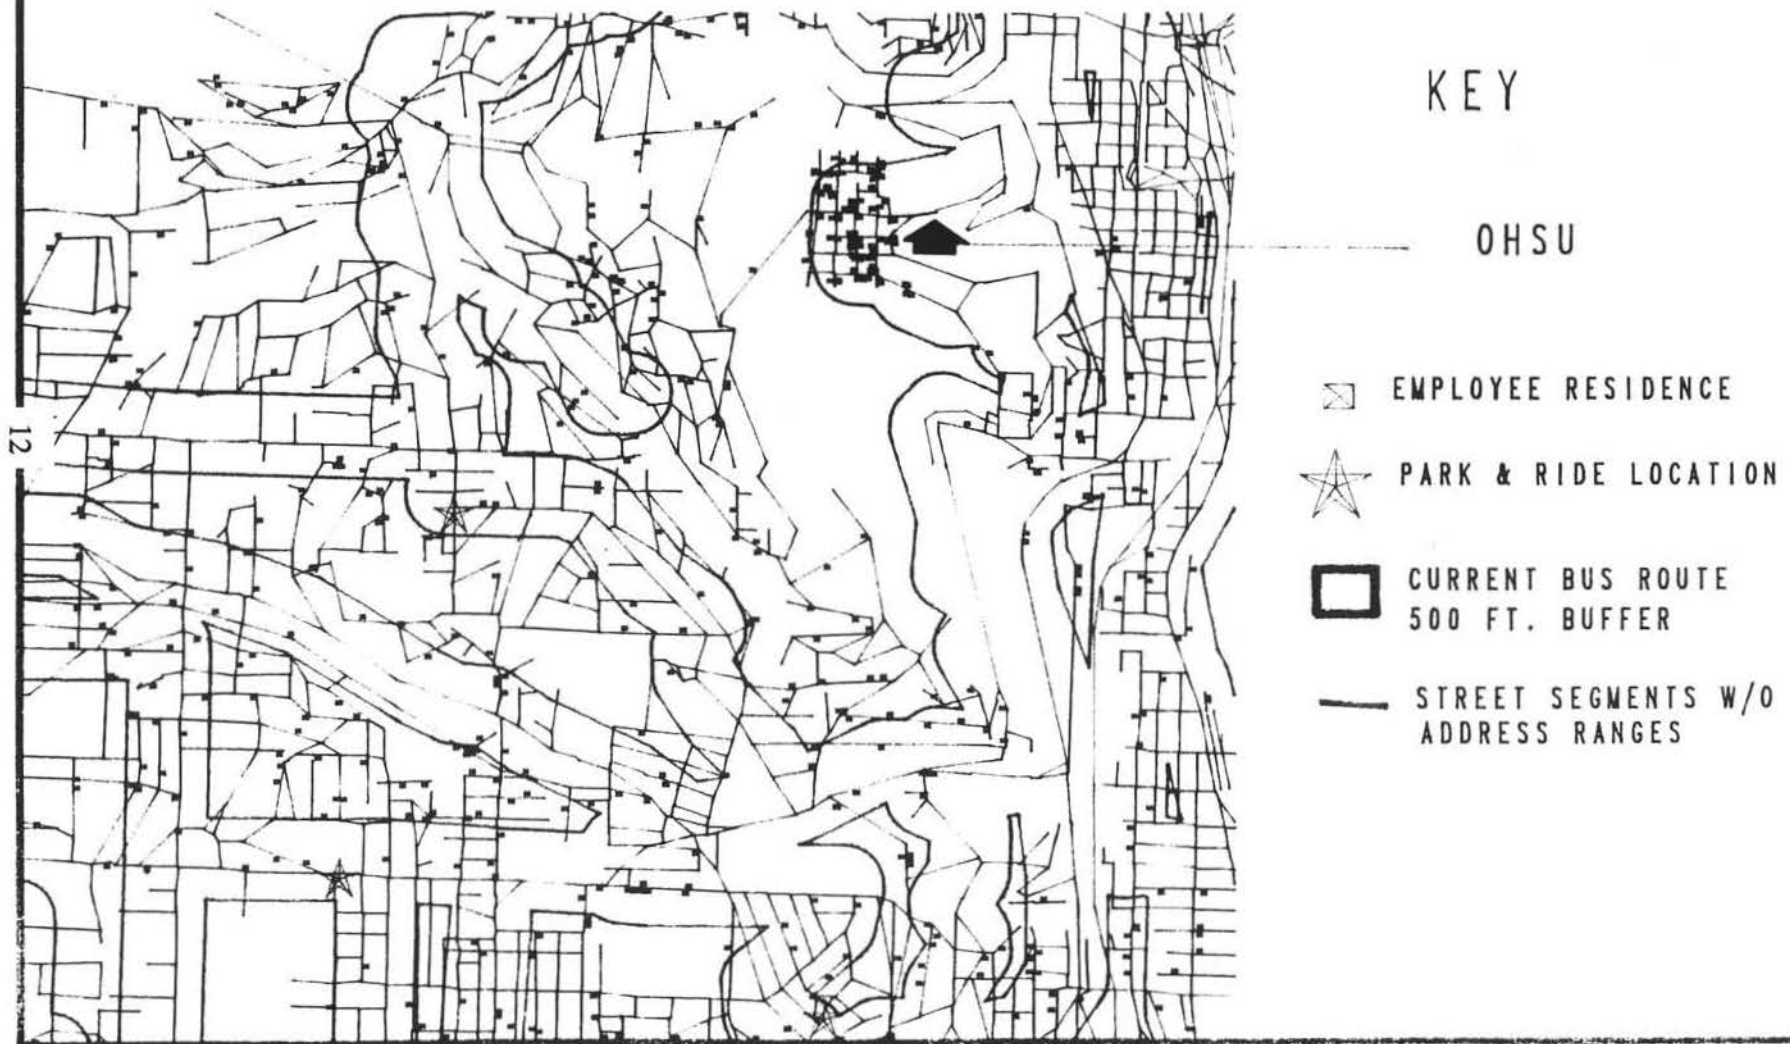 KEY
OHSU
EMPLOYEE RESIDENCE
PARK & RIDE LOCATION
CURRENT BUS ROUTE
500 FT. BUFFER
STREET SEGMENTS W/O
ADDRESS RANGES
12